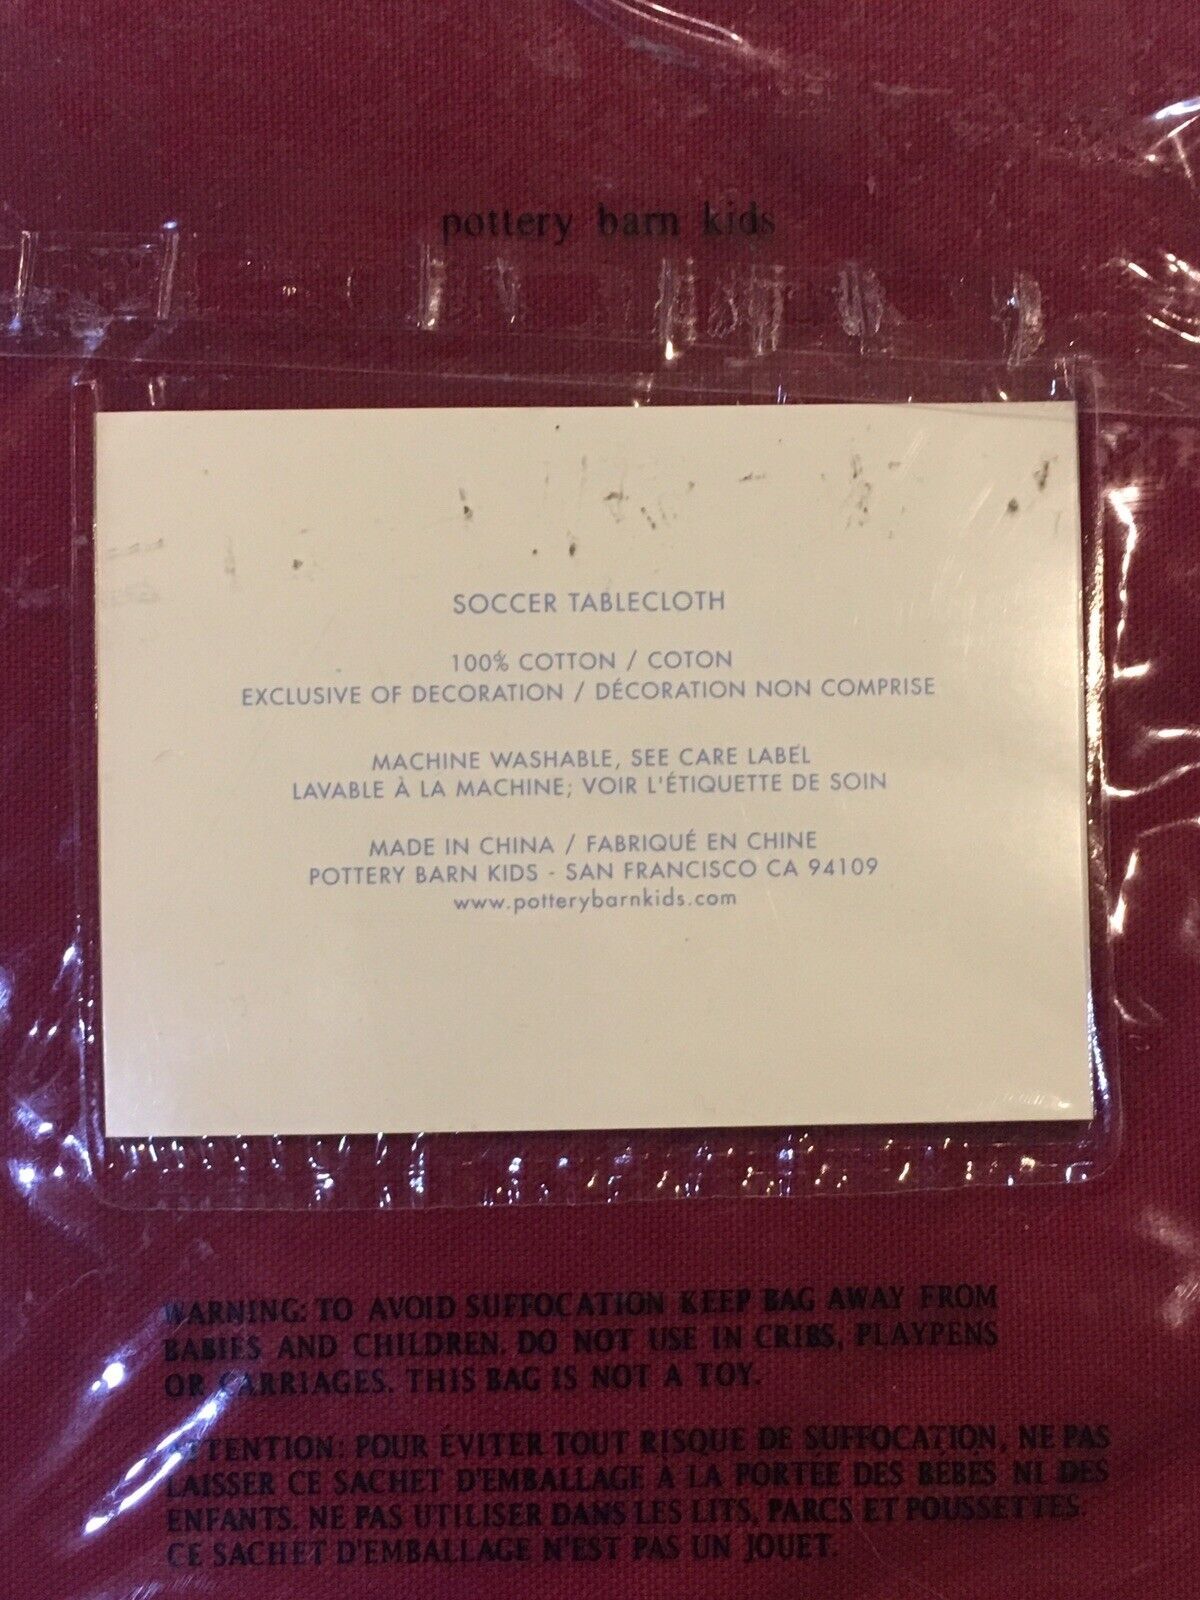 pottery barn kids
SOCCER TABLECLOTH
100% COTTON / COTON
EXCLUSIVE OF DECORATION / DÉCORATION NON COMPRISE
MACHINE WASHABLE, SEE CARE LABEL
LAVABLE À LA MACHINE; VOIR L'ÉTIQUETTE DE SOIN
MADE IN CHINA / FABRIQUÉ EN CHINE
POTTERY BARN KIDS - SAN FRANCISCO CA 94109
www.potterybarnkids.com
WARNING: TO AVOID SUFFOCATION KEEP BAG AWAY FROM
BABIES AND CHILDREN. DO NOT USE IN CRIBS, PLAYPENS
OR CARRIAGES. THIS BAG IS NOT A TOY.
ATTENTION: POUR ÉVITER TOUT RISQUE DE SUFFOCATION, NE PAS
LAISSER CE SACHET D'EMBALLAGE À LA PORTEE DES BEBES NI DES
ENFANTS. NE PAS UTILISER DANS LES LITS, PARCS ET POUSSETTES.
CE SACHET D'EMBALLAGE N'EST PAS UN JOUET.